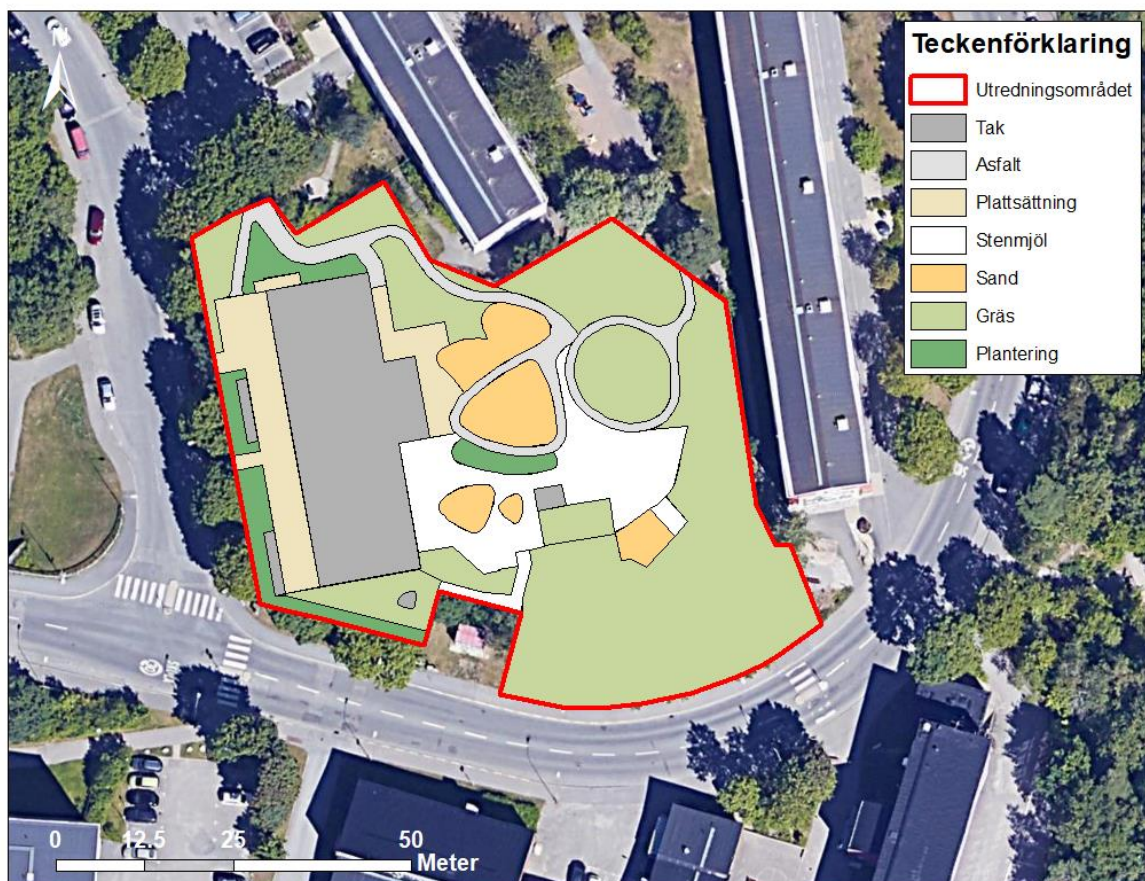 Teckenförklaring
Utredningsområdet
Tak
Asfalt
Plattsättning
Stenmjöl
Sand
Gräs
Plantering
0 12.5 25 50
Meter